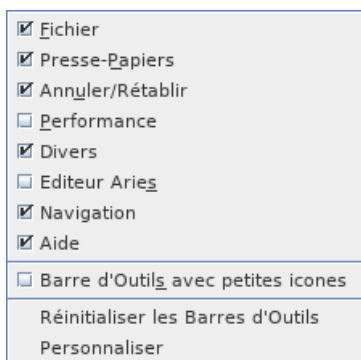 Fichier
Presse-Papiers
Annuler/Rétablir
Performance
Divers
Editeur Aries
Navigation
Aide
Barre d'Outils avec petites icones
Réinitialiser les Barres d'Outils
Personnaliser